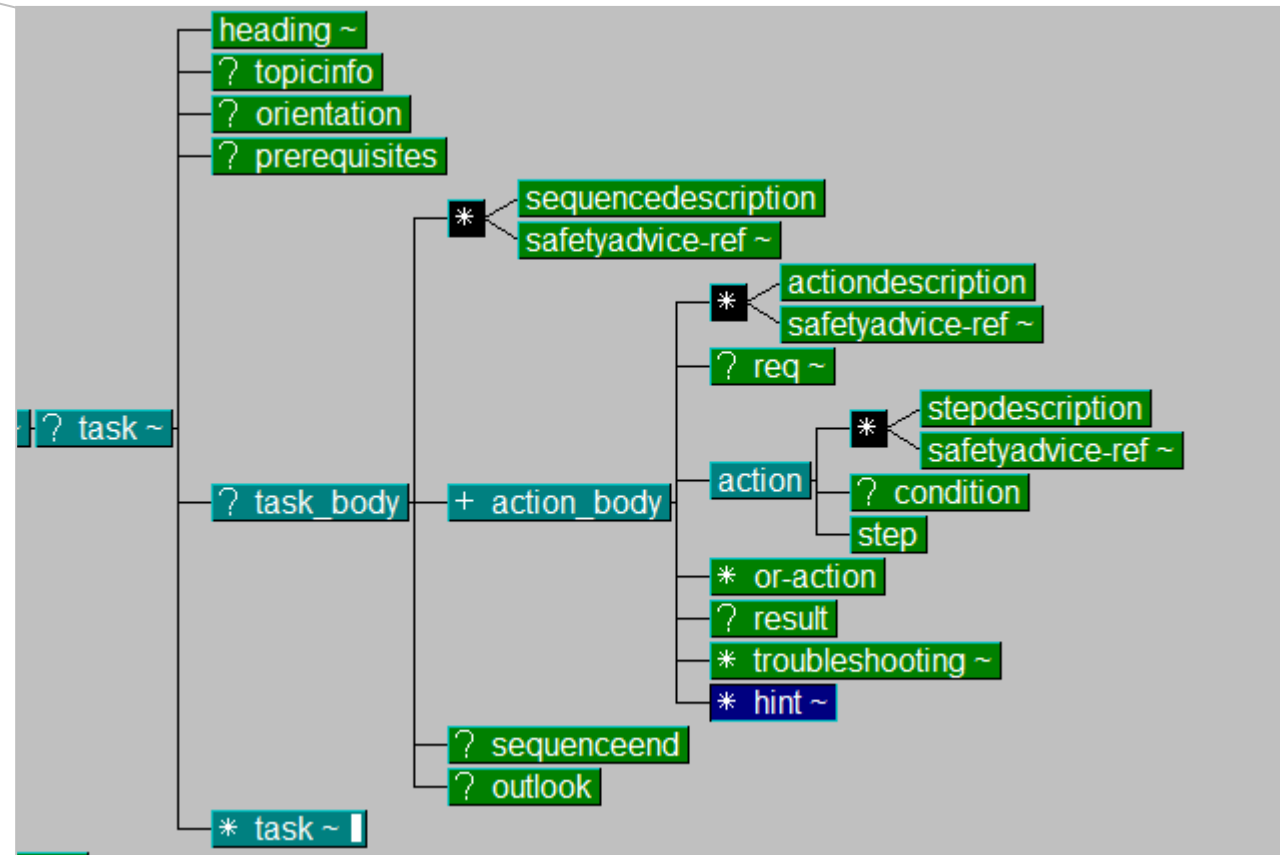 heading ~
? topicinfo
? orientation
? prerequisites
* sequencedescription
safetyadvice-ref ~
* actiondescription
safetyadvice-ref ~
? req ~
? task ~
* stepdescription
safetyadvice-ref ~
action
? condition
? task_body
+ action_body
step
* or-action
? result
* troubleshooting ~
* hint ~
? sequenceend
? outlook
* task ~